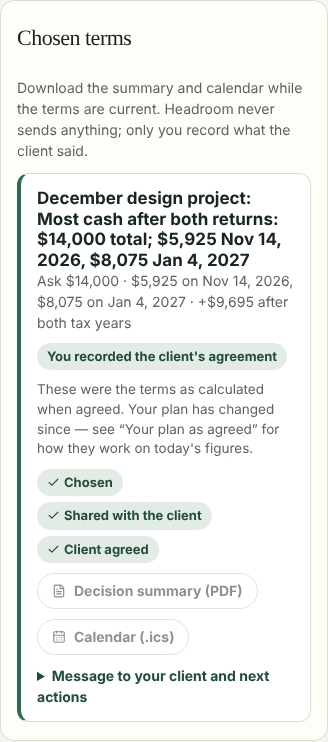 Chosen terms
Download the summary and calendar while
the terms are current. Headroom never
sends anything; only you record what the
client said.
December design project:
Most cash after both returns:
$14,000 total; $5,925 Nov 14,
2026, $8,075 Jan 4, 2027
Ask $14,000 · $5,925 on Nov 14, 2026,
$8,075 on Jan 4, 2027 · +$9,695 after
both tax years
You recorded the client's agreement
These were the terms as calculated
when agreed. Your plan has changed
since — see “Your plan as agreed” for
how they work on today's figures.
✓ Chosen
✓ Shared with the client
✓ Client agreed
Decision summary (PDF)
Calendar (.ics)
▶ Message to your client and next
actions